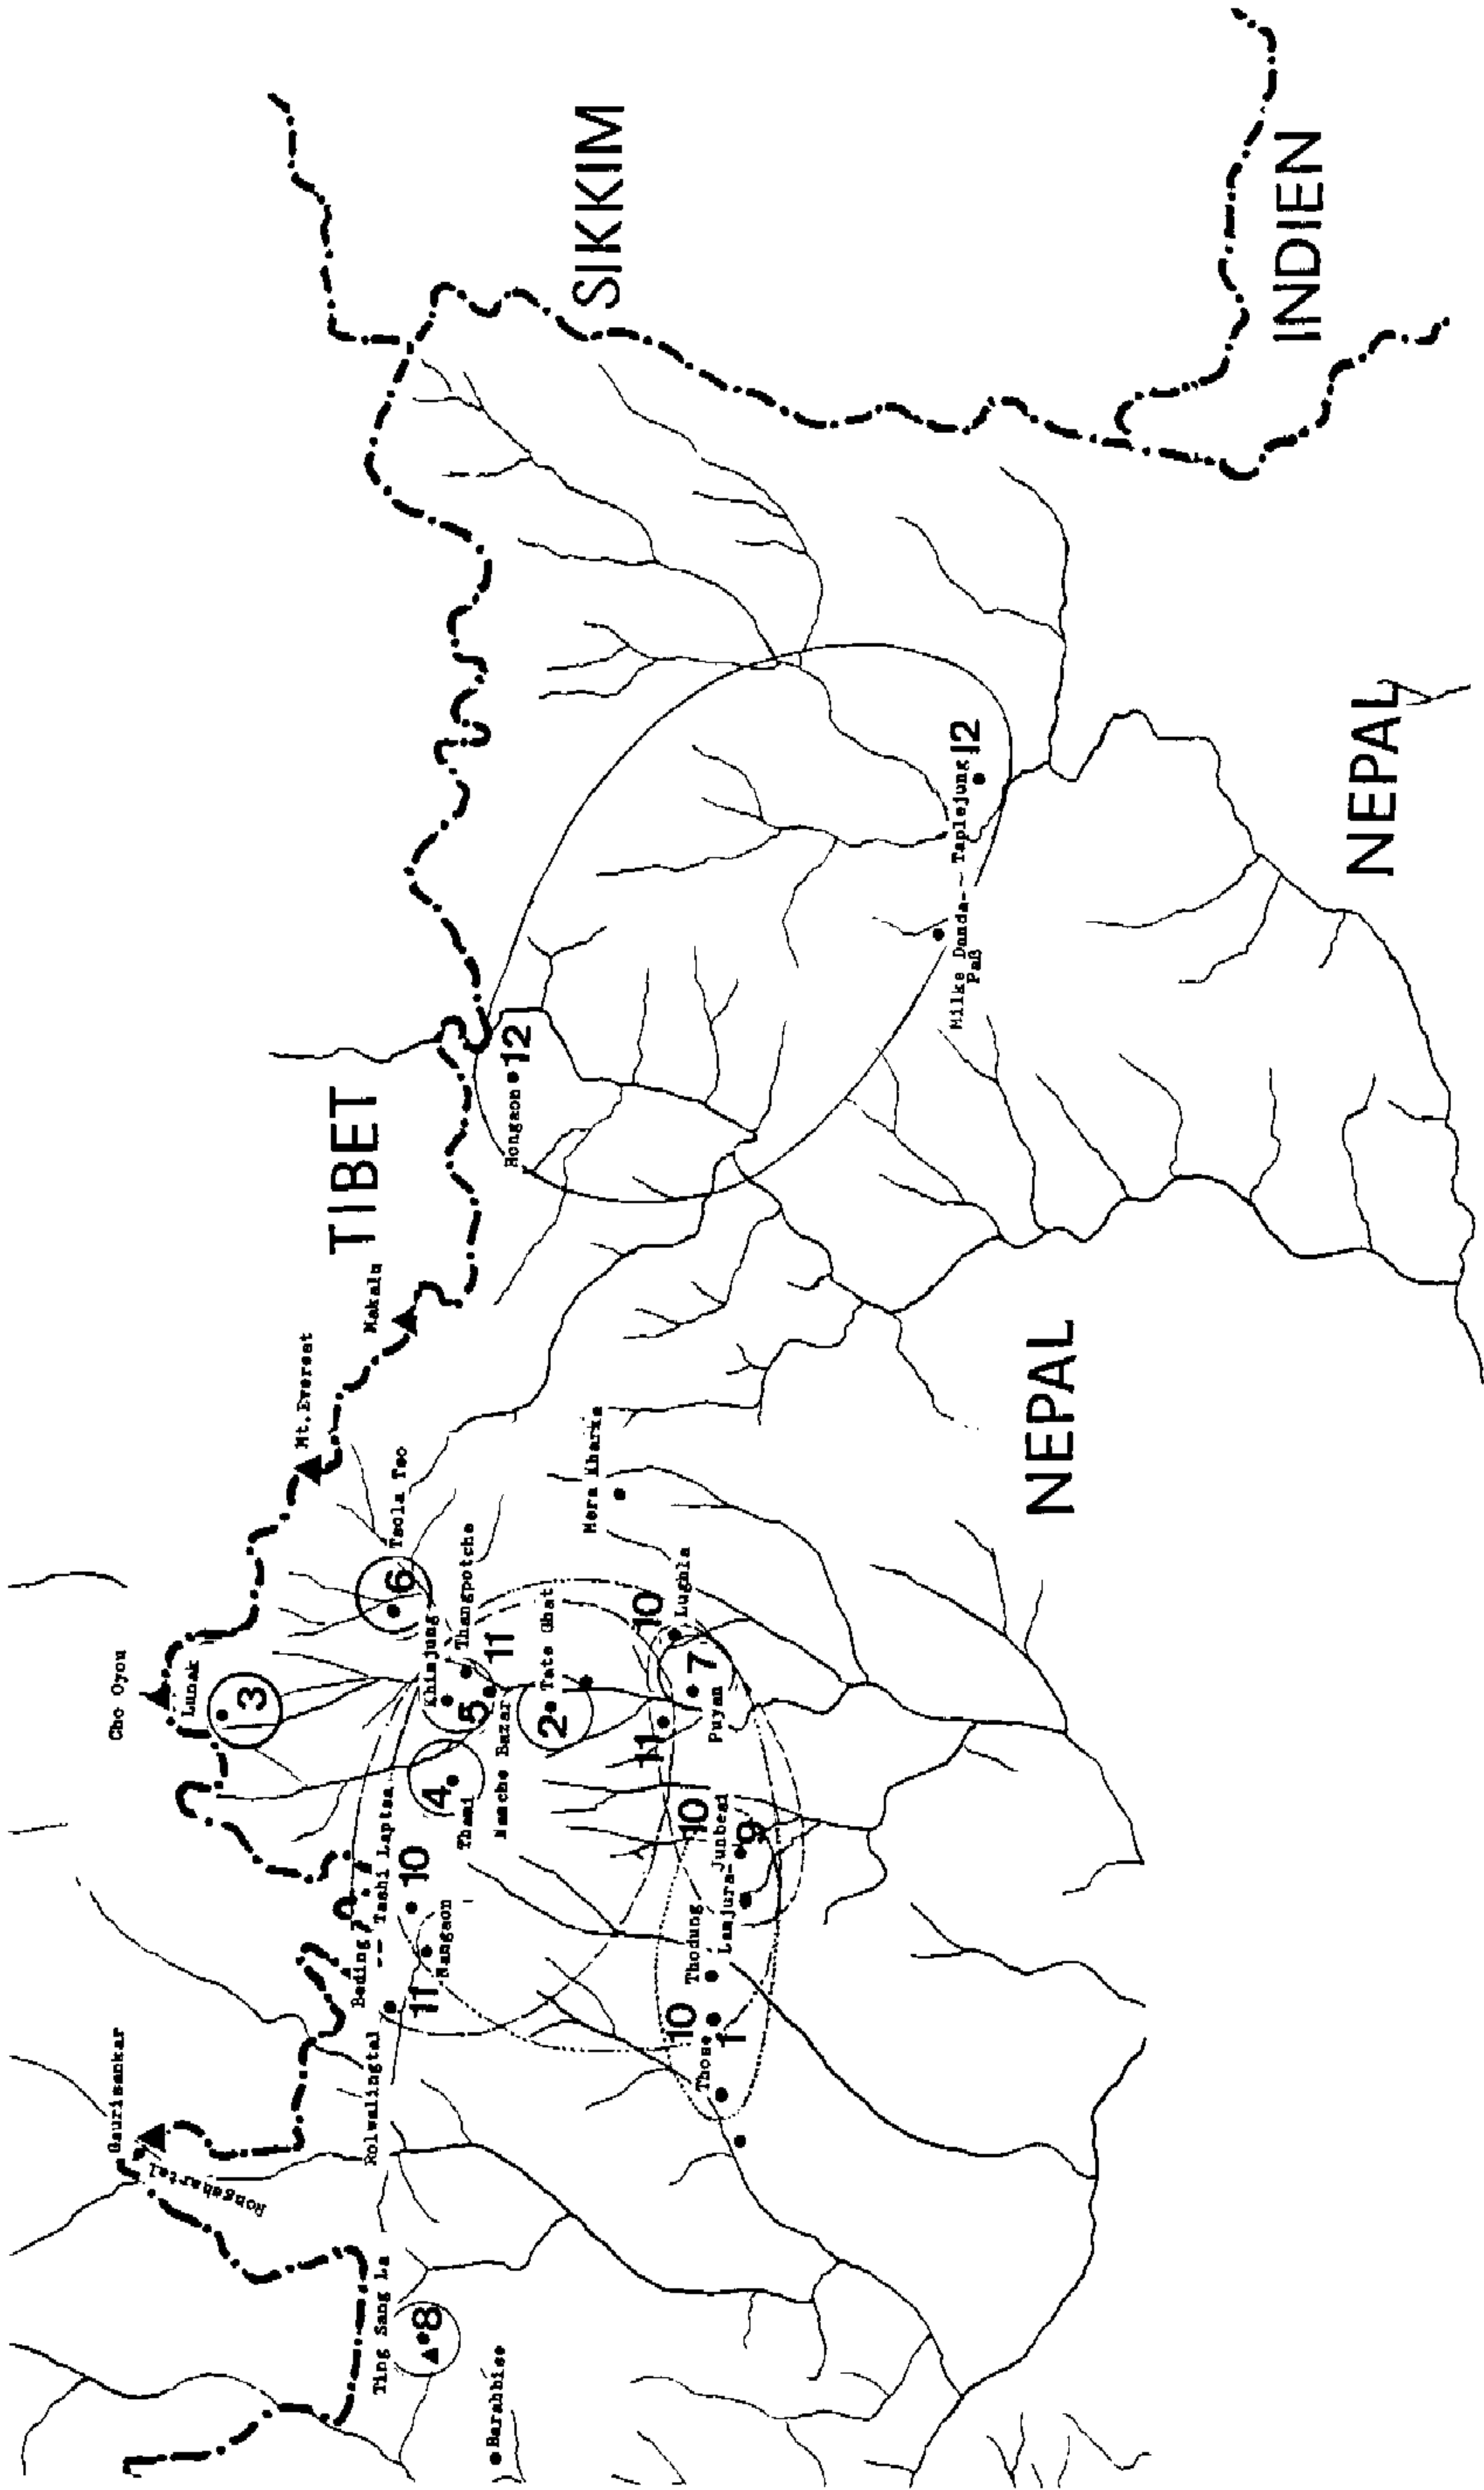 Gaurisankar
Cho Oyou
Rongshartal
Lunak
3
Mt.Everest
TIBET
Beding
Rolwalingtal
Makalu
Ting Sang La
-- Tashi Laptsa
Tsola Tso
6
8
11
10
Khimjung
4
Nangaon
Thami
Thangpotche
5
Namche Bazar
11
Barahbise
Hongaon 12
2 Tate Ghat
Mera Kharka
SIKKIM
11
10
Lughla
10
Thodung
10
7
Those
1
Puyan
Lamjura-
Junbesi
9
Milke Danda-
Paß
- Taplejung 12
NEPAL
INDIEN
NEPAL